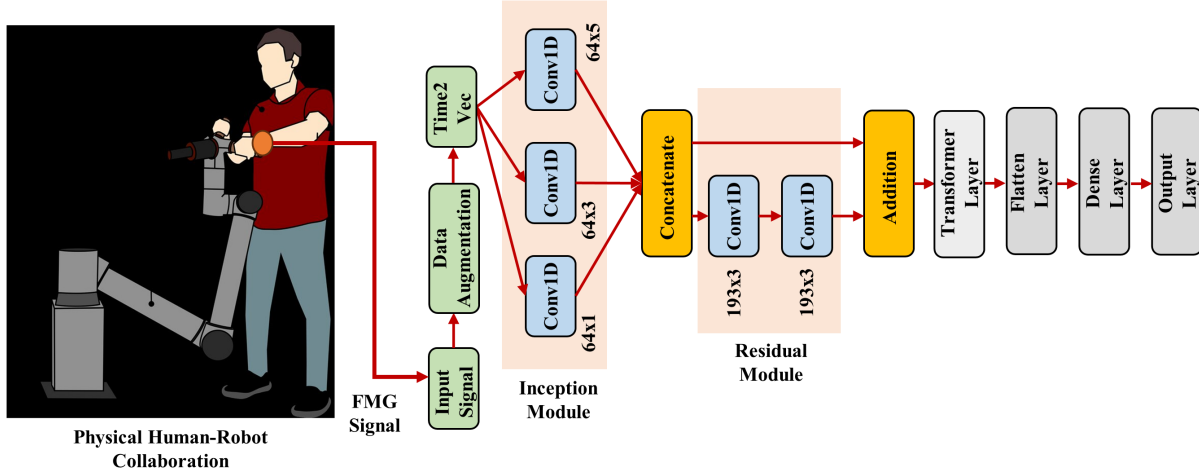 Physical Human-Robot
Collaboration
FMG
Signal
Input
Signal
Data
Augmentation
Time2
Vec
Conv1D
64x5
Conv1D
64x3
Conv1D
64x1
Inception
Module
Concatenate
Conv1D
193x3
Conv1D
193x3
Residual
Module
Addition
Transformer
Layer
Flatten
Layer
Dense
Layer
Output
Layer